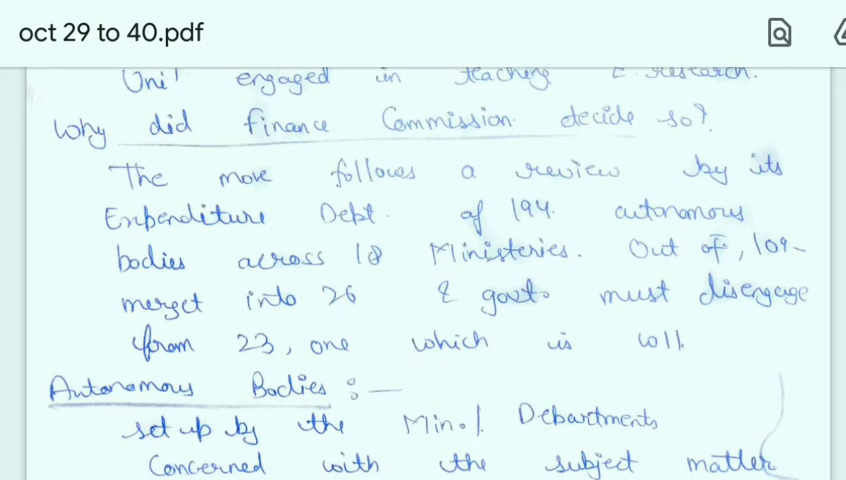 oct 29 to 40.pdf
engaged in teaching & research.
Why did finance Commission decide so?
The move follows a review by its
Expenditure Dept. of 194 autonomous
bodies across 18 Ministeries. Out of, 109-
merget into 26 & govt. must disengage
from 23, one which is
Autonomous Bodies :-
set up by the Min./ Departments
Concerned with the subject matter